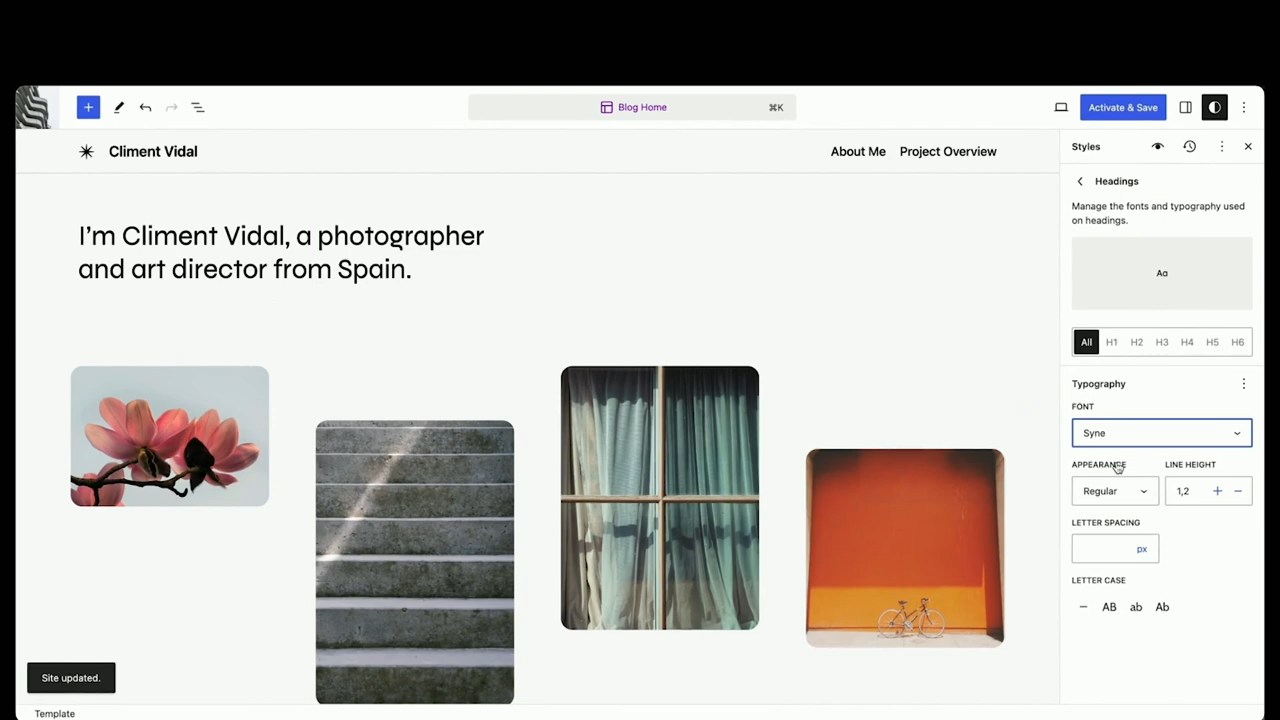 Blog Home
⌘K
Activate & Save
Climent Vidal
About Me
Project Overview
Styles
I’m Climent Vidal, a photographer
and art director from Spain.
Headings
Manage the fonts and typography used
on headings.
Aa
All H1 H2 H3 H4 H5 H6
Typography
FONT
Syne
APPEARANCE
LINE HEIGHT
Regular
1,2
LETTER SPACING
px
LETTER CASE
AB ab Ab
Site updated.
Template